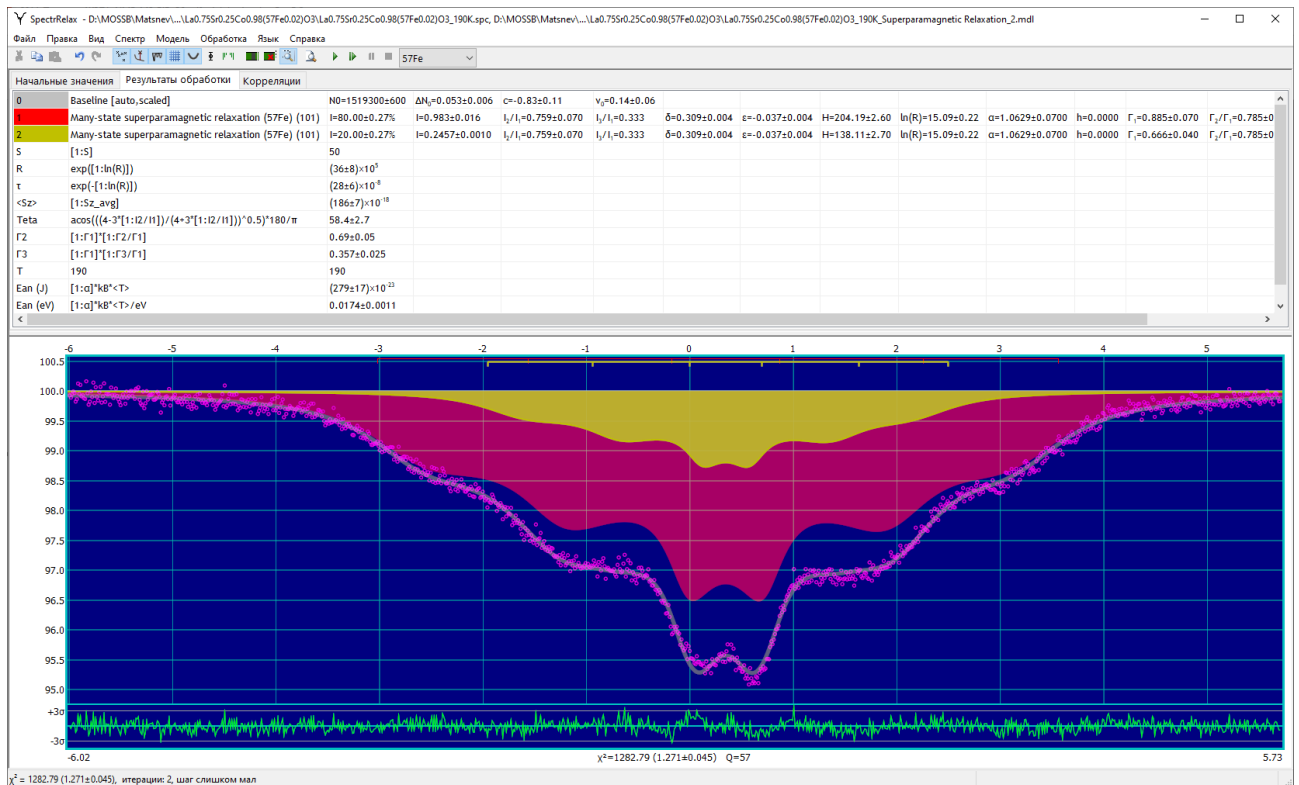 SpectrRelax - D:\MOSSB\Matsnev\...\La0.75Sr0.25Co0.98(57Fe0.02)O3\La0.75Sr0.25Co0.98(57Fe0.02)O3_190K.spc, D:\MOSSB\Matsnev\...\La0.75Sr0.25Co0.98(57Fe0.02)O3\La0.75Sr0.25Co0.98(57Fe0.02)O3_190K_Superparamagnetic Relaxation_2.mdl
Файл Правка Вид Спектр Модель Обработка Язык Справка
57Fe
Начальные значения Результаты обработки Корреляции
0 Baseline [auto,scaled] N0=1519300±600 ΔN₀=0.053±0.006 c=-0.83±0.11 v₀=0.14±0.06
1 Many-state superparamagnetic relaxation (57Fe) (101) I=80.00±0.27% I=0.983±0.016 I₂/I₁=0.759±0.070 I₃/I₁=0.333 δ=0.309±0.004 ε=-0.037±0.004 H=204.19±2.60 ln(R)=15.09±0.22 α=1.0629±0.0700 h=0.0000 Γ₁=0.885±0.070 Γ₂/Γ₁=0.785±0
2 Many-state superparamagnetic relaxation (57Fe) (101) I=20.00±0.27% I=0.2457±0.0010 I₂/I₁=0.759±0.070 I₃/I₁=0.333 δ=0.309±0.004 ε=-0.037±0.004 H=138.11±2.70 ln(R)=15.09±0.22 α=1.0629±0.0700 h=0.0000 Γ₁=0.666±0.040 Γ₂/Γ₁=0.785±0
S [1:S] 50
R exp([1:ln(R)]) (36±8)×10⁵
τ exp(-[1:ln(R)]) (28±6)×10⁻⁸
<Sz> [1:Sz_avg] (186±7)×10⁻¹⁸
Teta acos(((4-3*[1:I2/I1])/(4+3*[1:I2/I1]))^0.5)*180/π 58.4±2.7
Γ2 [1:Γ1]*[1:Γ2/Γ1] 0.69±0.05
Γ3 [1:Γ1]*[1:Γ3/Γ1] 0.357±0.025
T 190 190
Ean (J) [1:α]*kB*<T> (279±17)×10⁻²³
Ean (eV) [1:α]*kB*<T>/eV 0.0174±0.0011
-6 -5 -4 -3 -2 -1 0 1 2 3 4 5
100.5
100.0
99.5
99.0
98.5
98.0
97.5
97.0
96.5
96.0
95.5
95.0
+3σ
-3σ
-6.02 χ²=1282.79 (1.271±0.045) Q=57 5.73
χ² = 1282.79 (1.271±0.045), итерации: 2, шаг слишком мал